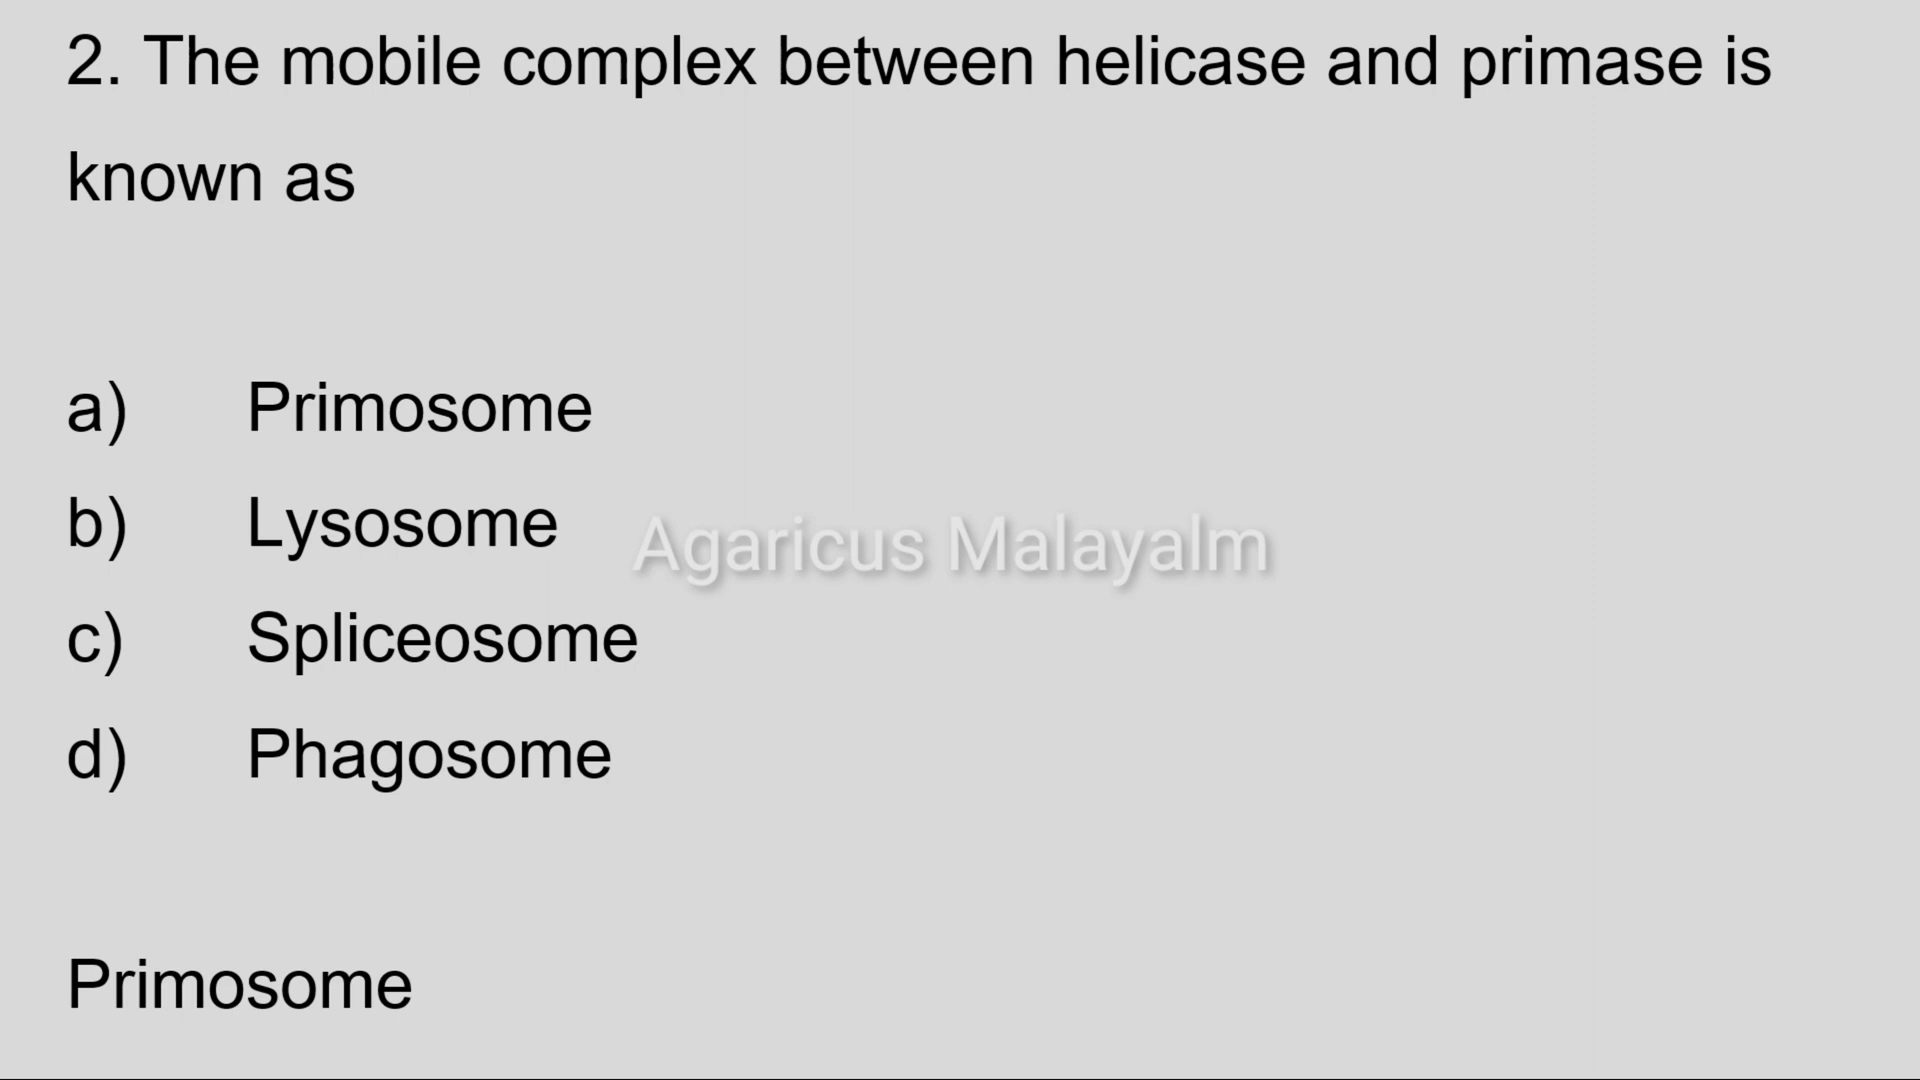 2. The mobile complex between helicase and primase is
known as
a) Primosome
b) Lysosome
Agaricus Malayalm
c) Spliceosome
d) Phagosome
Primosome